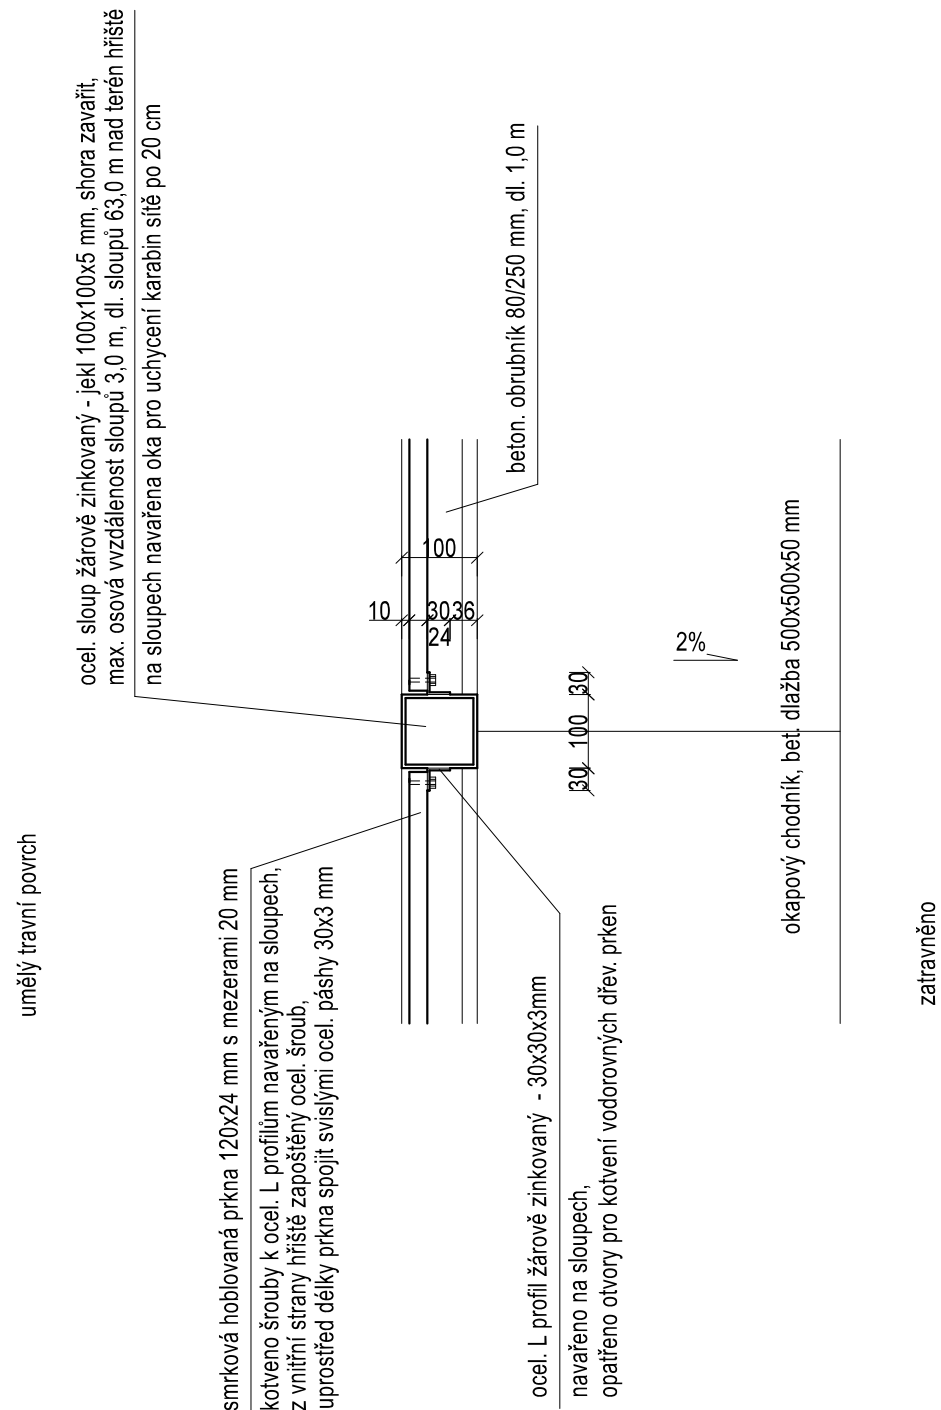 umělý travní povrch
ocel. sloup žárově zinkovaný - jekl 100x100x5 mm, shora zavařit,
max. osová vvzdálenost sloupů 3,0 m, dl. sloupů 63,0 m nad terén hřiště
na sloupech navařena oka pro uchycení karabin sítě po 20 cm
smrková hoblovaná prkna 120x24 mm s mezerami 20 mm
kotveno šrouby k ocel. L profilům navařeným na sloupech,
z vnitřní strany hřiště zapoštěný ocel. šroub,
uprostřed délky prkna spojit svislými ocel. páshy 30x3 mm
beton. obrubník 80/250 mm, dl. 1,0 m
100
10
30
36
24
30
100
30
2%
ocel. L profil žárově zinkovaný - 30x30x3mm
navařeno na sloupech,
opatřeno otvory pro kotvení vodorovných dřev. prken
okapový chodník, bet. dlažba 500x500x50 mm
zatravněno